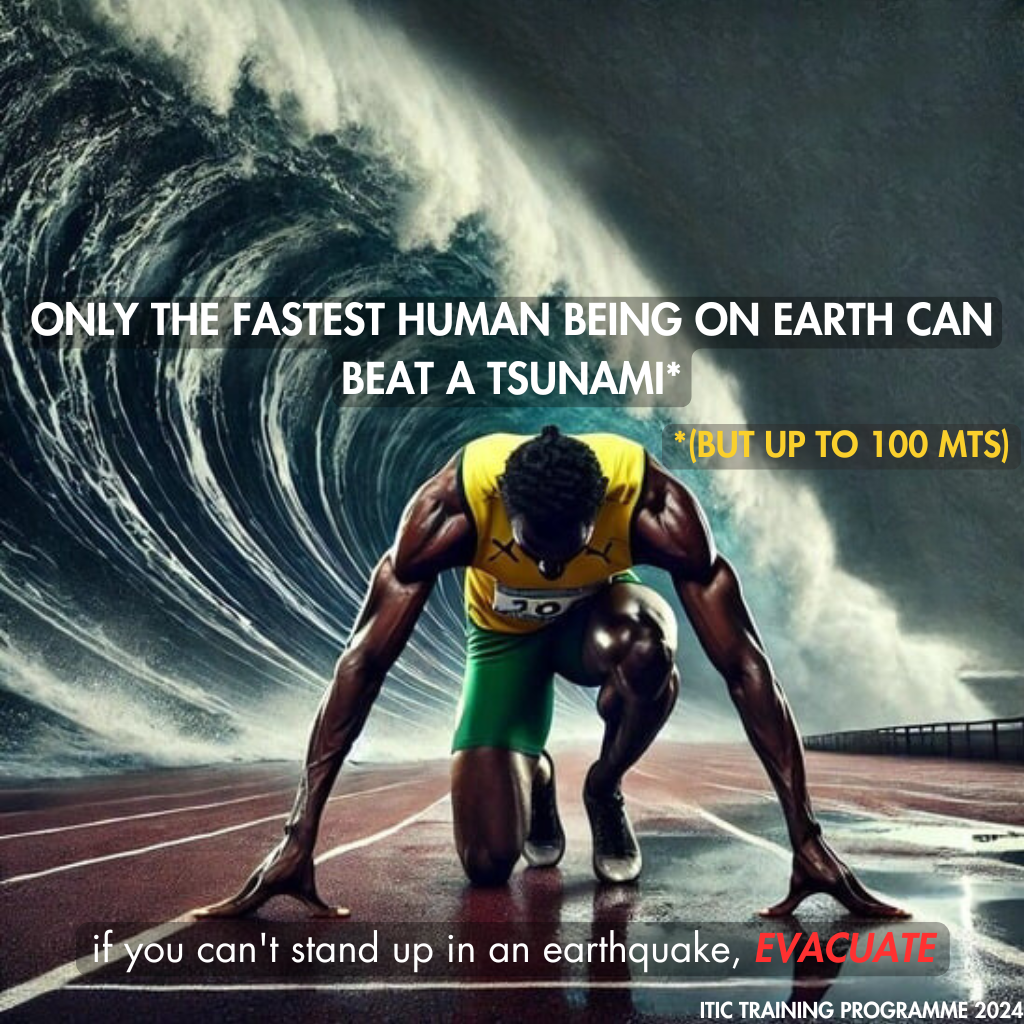 ONLY THE FASTEST HUMAN BEING ON EARTH CAN
BEAT A TSUNAMI*
*(BUT UP TO 100 MTS)
if you can't stand up in an earthquake, EVACUATE
ITIC TRAINING PROGRAMME 2024